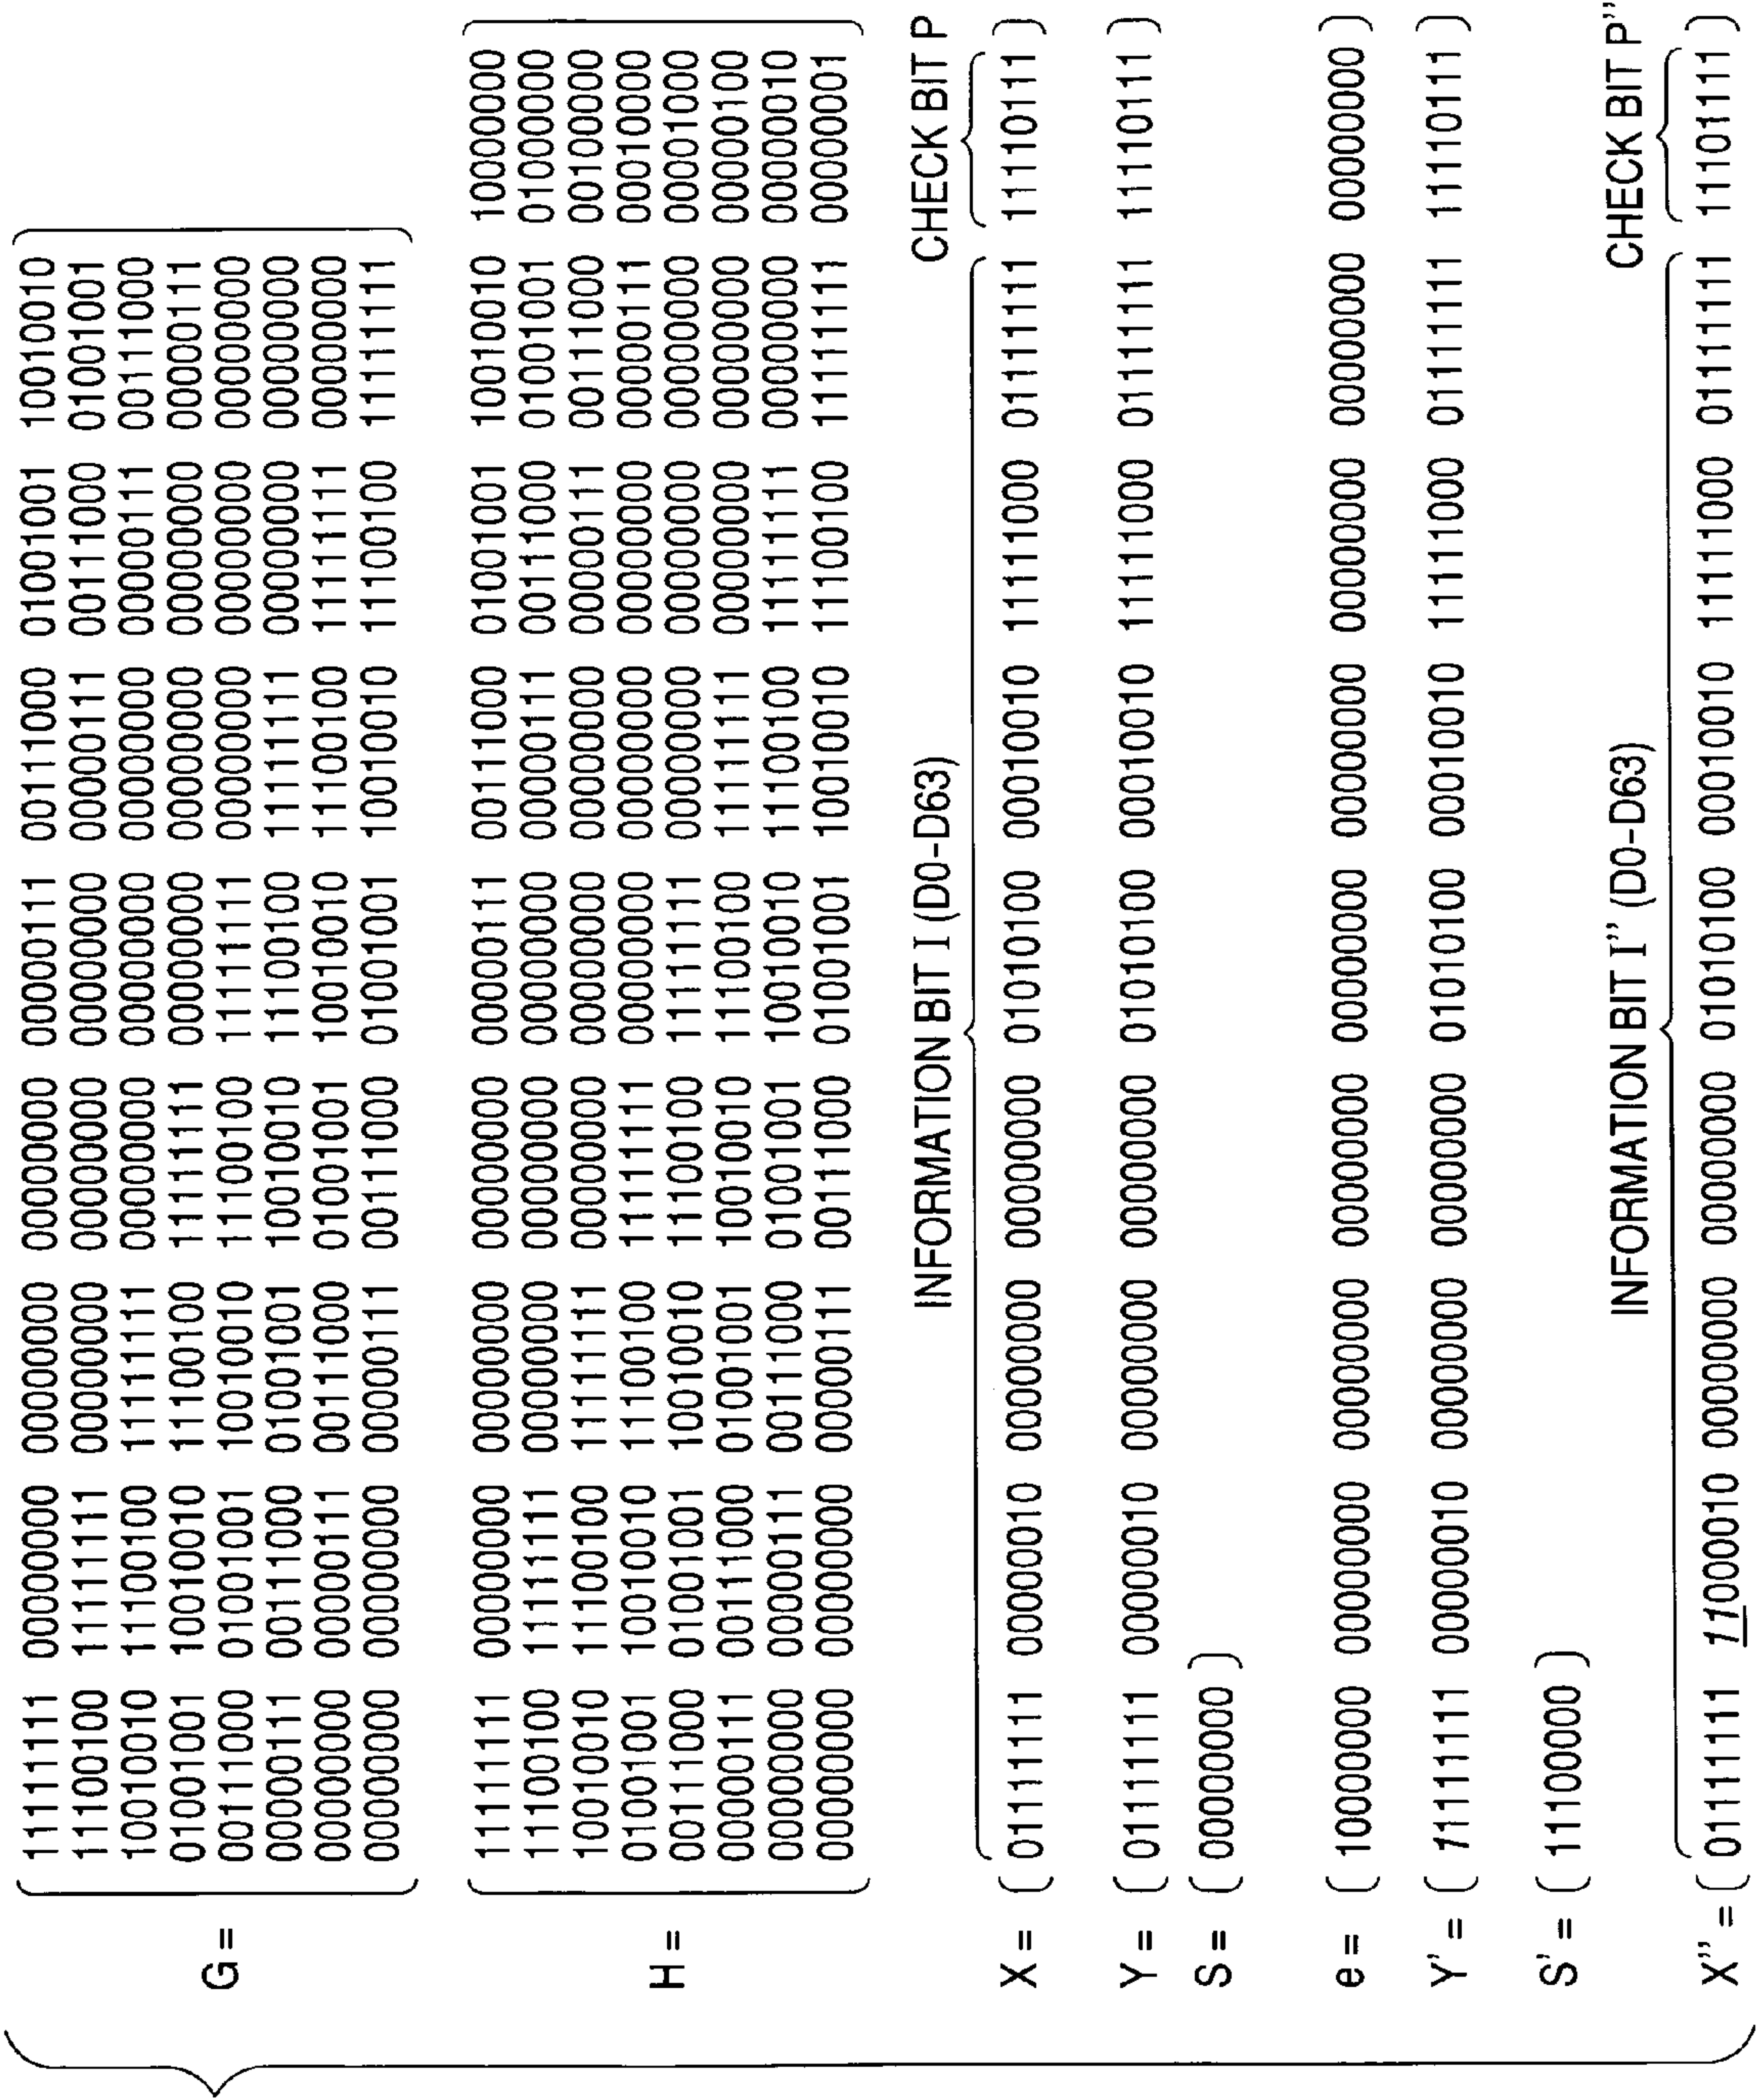 G =
11111111 00000000 00000000 00000000 00000111 00111000 01001001 10010010
11100100 11111111 00000000 00000000 00000000 00000111 00111000 01001001
10010010 11100100 11111111 00000000 00000000 00000000 00000111 00111000
01001001 10010010 11100100 11111111 00000000 00000000 00000000 00000111
00111000 01001001 10010010 11100100 11111111 00000000 00000000 00000000
00000111 00111000 01001001 10010010 11100100 11111111 00000000 00000000
00000000 00000111 00111000 01001001 10010010 11100100 11111111 00000000
00000000 00000000 00000111 00111000 01001001 10010010 11100100 11111111
H =
11111111 00000000 00000000 00000000 00000111 00111000 01001001 10010010 10000000
11100100 11111111 00000000 00000000 00000000 00000111 00111000 01001001 01000000
10010010 11100100 11111111 00000000 00000000 00000000 00000111 00111000 00100000
01001001 10010010 11100100 11111111 00000000 00000000 00000000 00000111 00010000
00111000 01001001 10010010 11100100 11111111 00000000 00000000 00000000 00001000
00000111 00111000 01001001 10010010 11100100 11111111 00000000 00000000 00000100
00000000 00000111 00111000 01001001 10010010 11100100 11111111 00000000 00000010
00000000 00000000 00000111 00111000 01001001 10010010 11100100 11111111 00000001
INFORMATION BIT I (D0-D63) CHECK BIT P
X = ( 01111111 00000010 00000000 00000000 01010100 00010010 11111000 01111111 11110111 )
Y = ( 01111111 00000010 00000000 00000000 01010100 00010010 11111000 01111111 11110111 )
S = ( 00000000 )
e = ( 10000000 00000000 00000000 00000000 00000000 00000000 00000000 00000000 00000000 )
Y' = ( 11111111 00000010 00000000 00000000 01010100 00010010 11111000 01111111 11110111 )
S' = ( 11100000 )
INFORMATION BIT I'' (D0-D63) CHECK BIT P''
X'' = ( 01111111 11000010 00000000 00000000 01010100 00010010 11111000 01111111 11101111 )